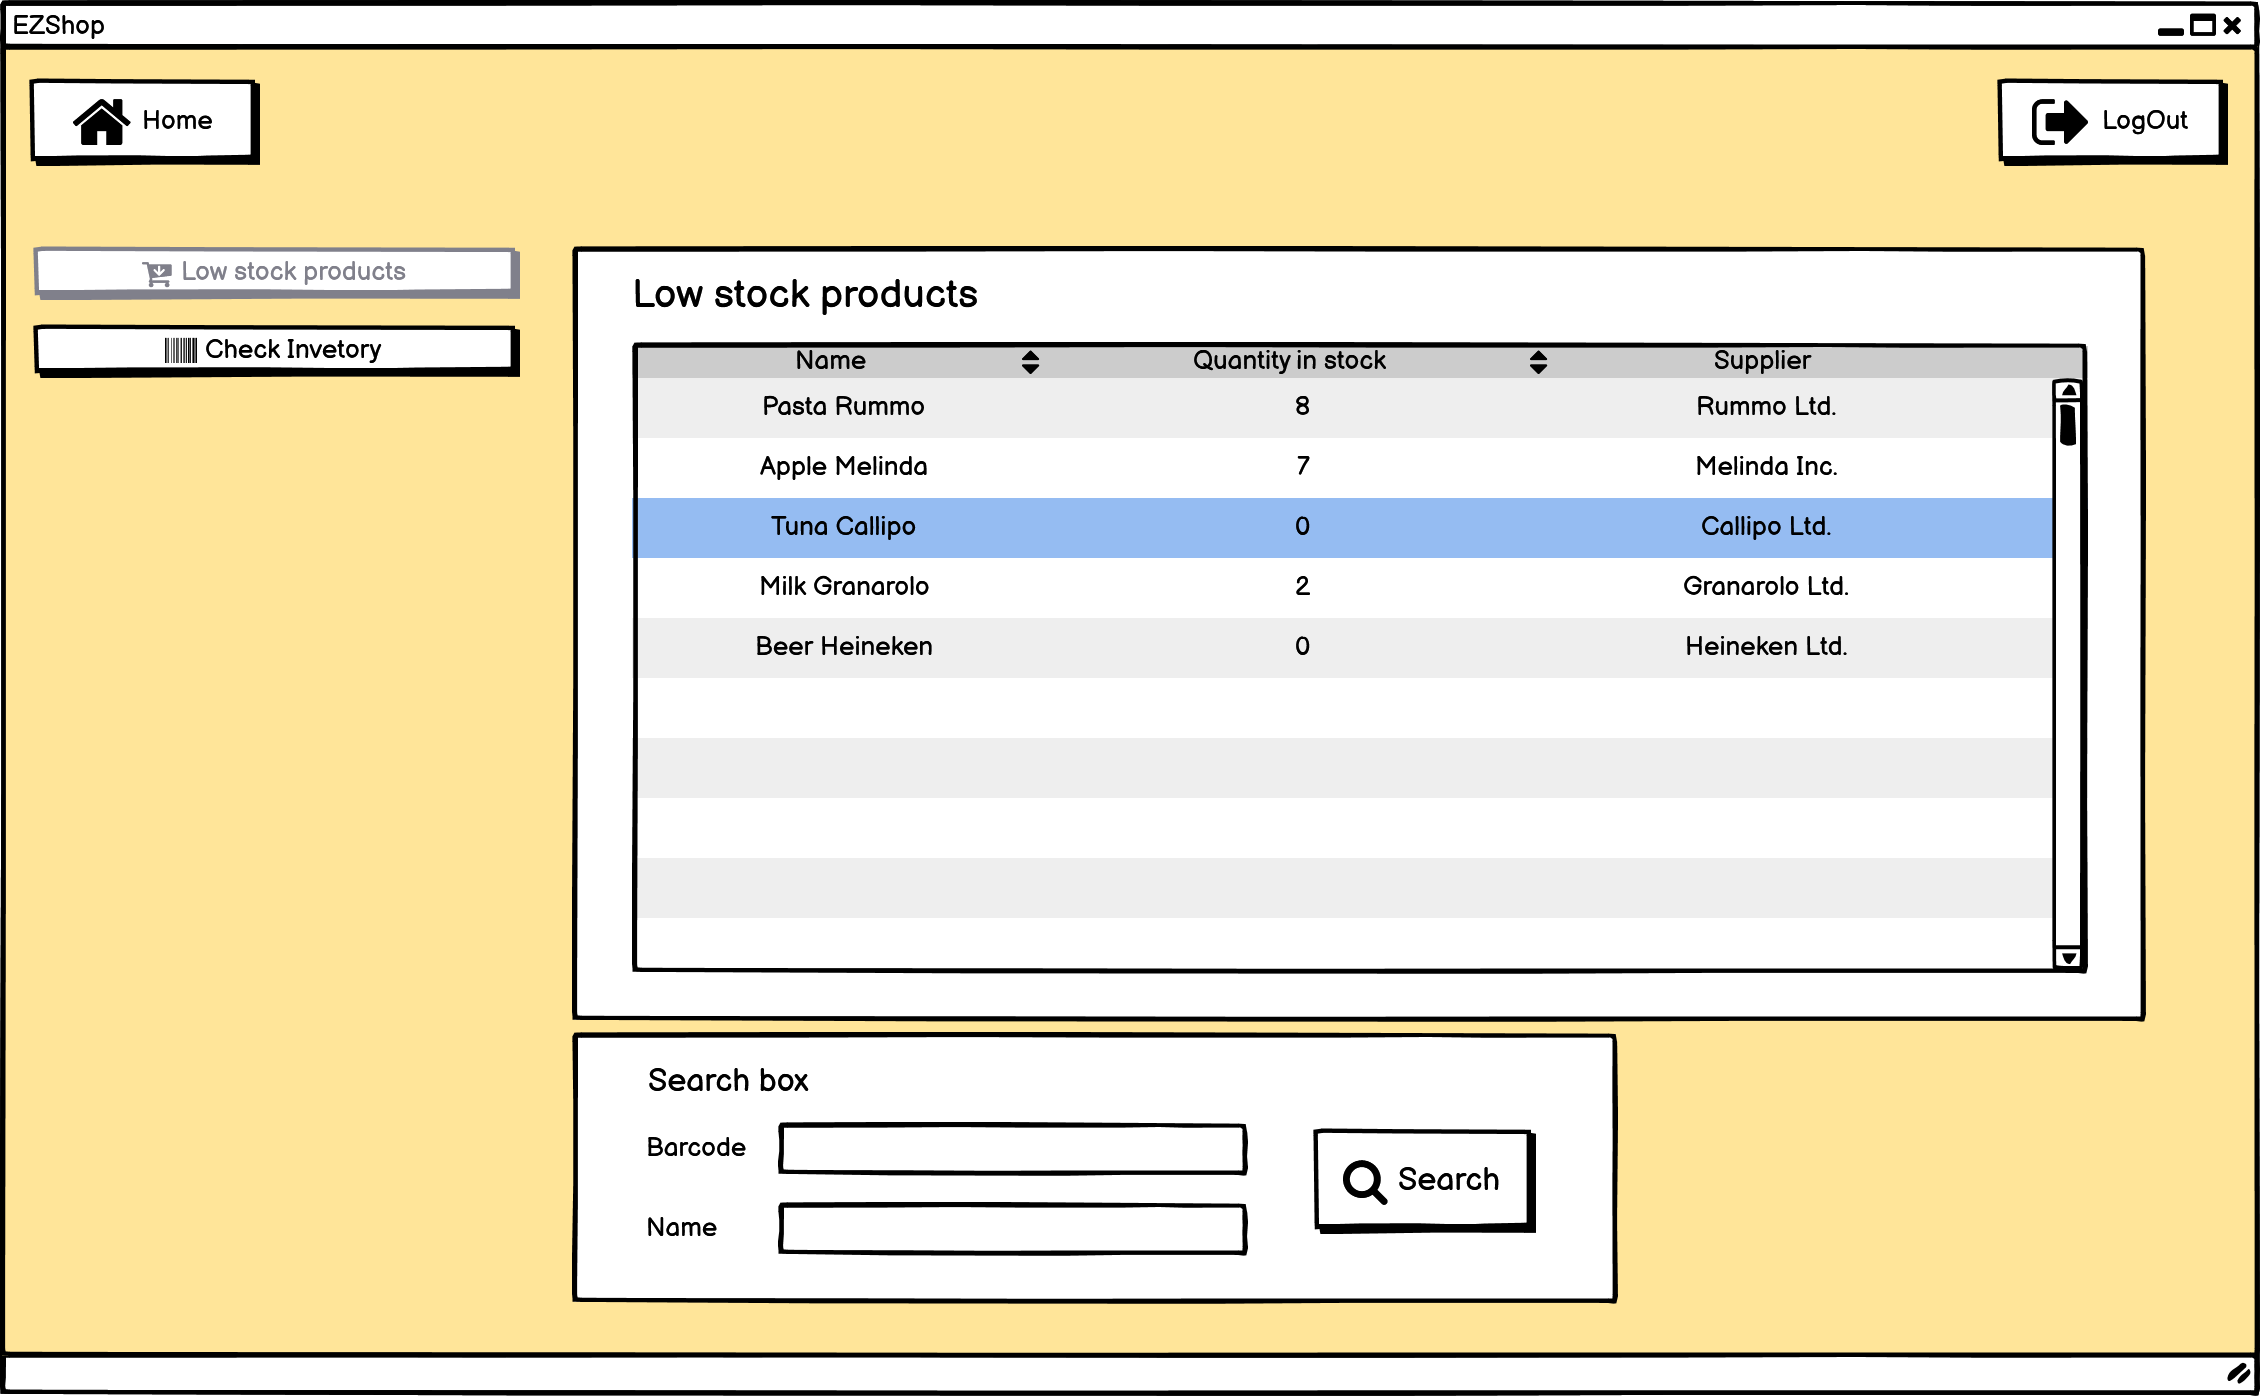 EZShop
Home
LogOut
Low stock products
Check Invetory
Low stock products
Name Quantity in stock Supplier
Pasta Rummo 8 Rummo Ltd.
Apple Melinda 7 Melinda Inc.
Tuna Callipo 0 Callipo Ltd.
Milk Granarolo 2 Granarolo Ltd.
Beer Heineken 0 Heineken Ltd.
Search box
Barcode
Name
Search